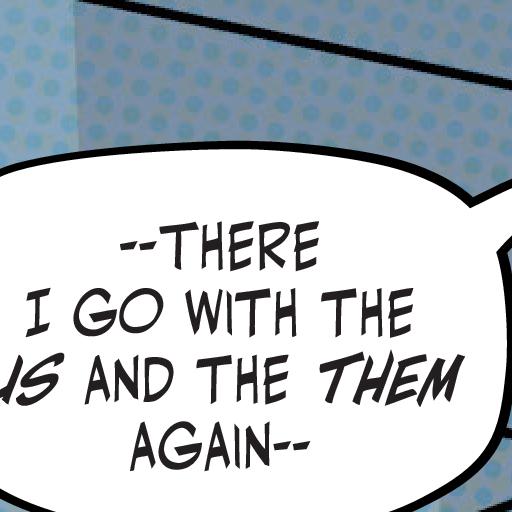 --THERE
I GO WITH THE
US AND THE THEM
AGAIN--